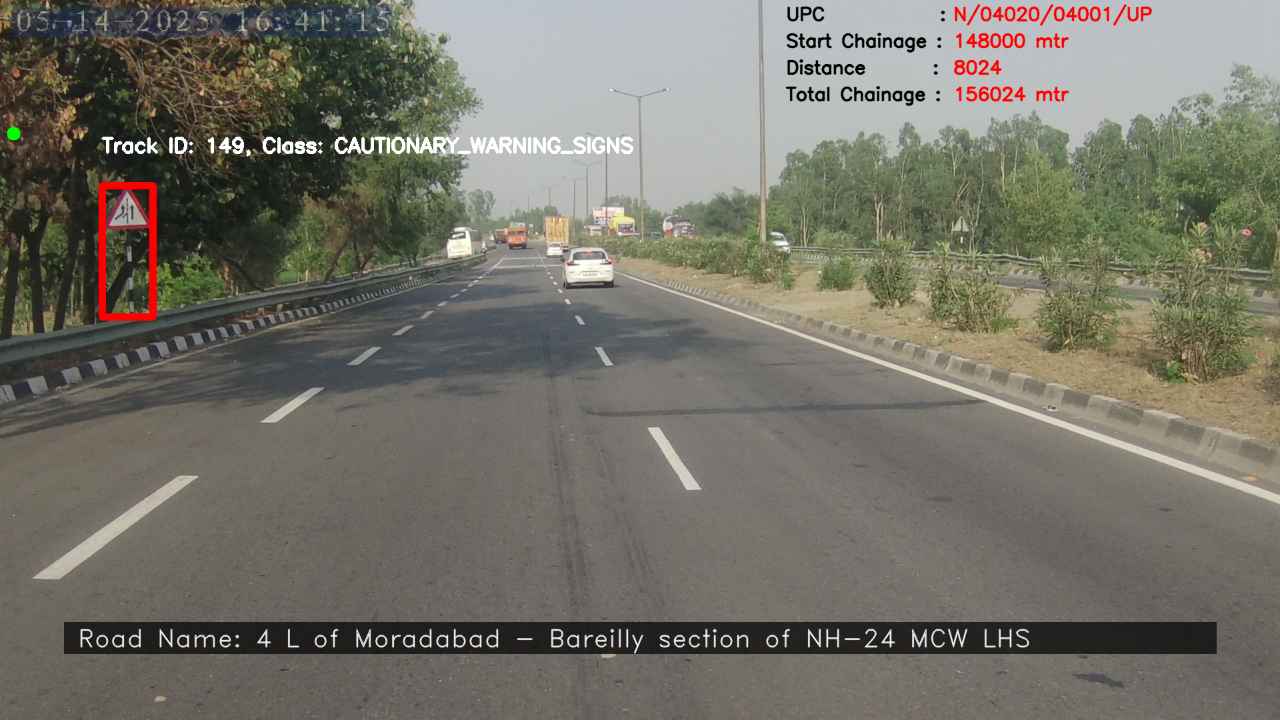 05-14-2025 16:41:15
UPC : N/04020/04001/UP
Start Chainage : 148000 mtr
Distance : 8024
Total Chainage : 156024 mtr
Track ID: 149, Class: CAUTIONARY_WARNING_SIGNS
Road Name: 4 L of Moradabad - Bareilly section of NH-24 MCW LHS